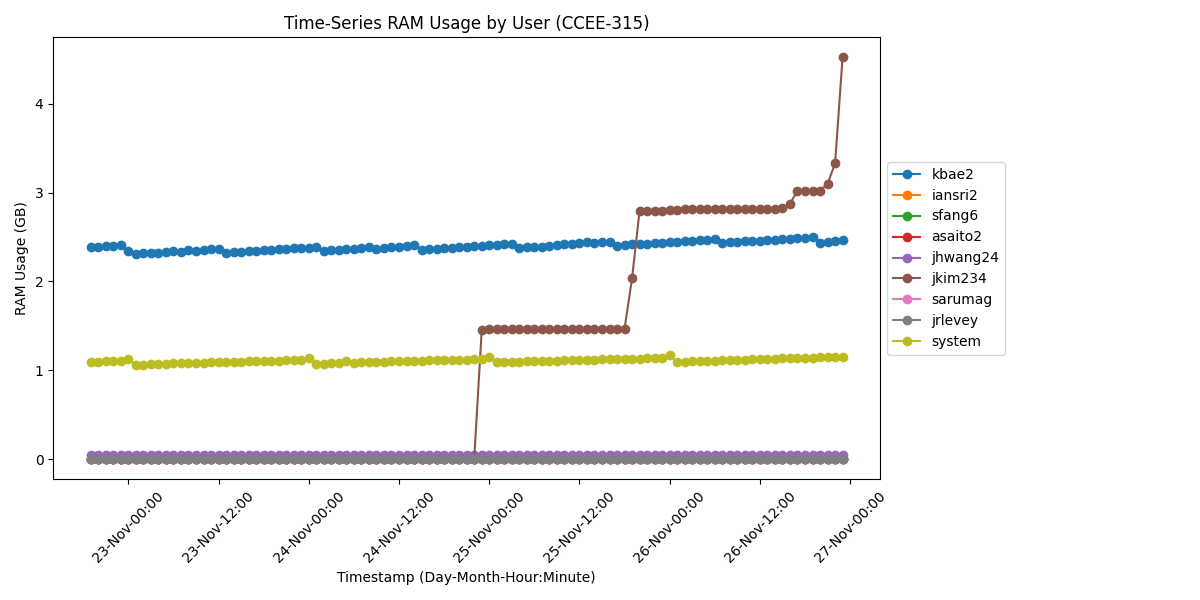 Time-Series RAM Usage by User (CCEE-315)
RAM Usage (GB)
4
3
2
1
0
23-Nov-00:00
23-Nov-12:00
24-Nov-00:00
24-Nov-12:00
25-Nov-00:00
25-Nov-12:00
26-Nov-00:00
26-Nov-12:00
27-Nov-00:00
Timestamp (Day-Month-Hour:Minute)
kbae2
iansri2
sfang6
asaito2
jhwang24
jkim234
sarumag
jrlevey
system